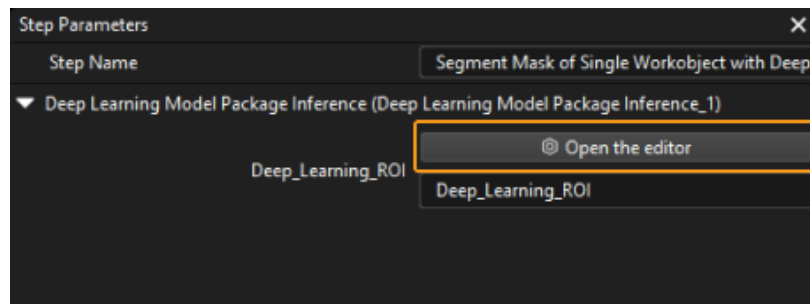 Step Parameters
Step Name
Segment Mask of Single Workobject with Deep
Deep Learning Model Package Inference (Deep Learning Model Package Inference_1)
Open the editor
Deep_Learning_ROI
Deep_Learning_ROI